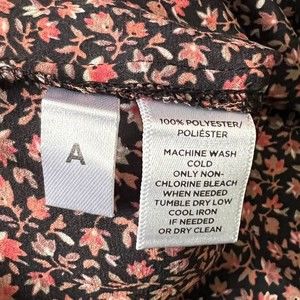 A
100% POLYESTER/
POLIÉSTER
MACHINE WASH
COLD
ONLY NON-
CHLORINE BLEACH
WHEN NEEDED
TUMBLE DRY LOW
COOL IRON
IF NEEDED
OR DRY CLEAN